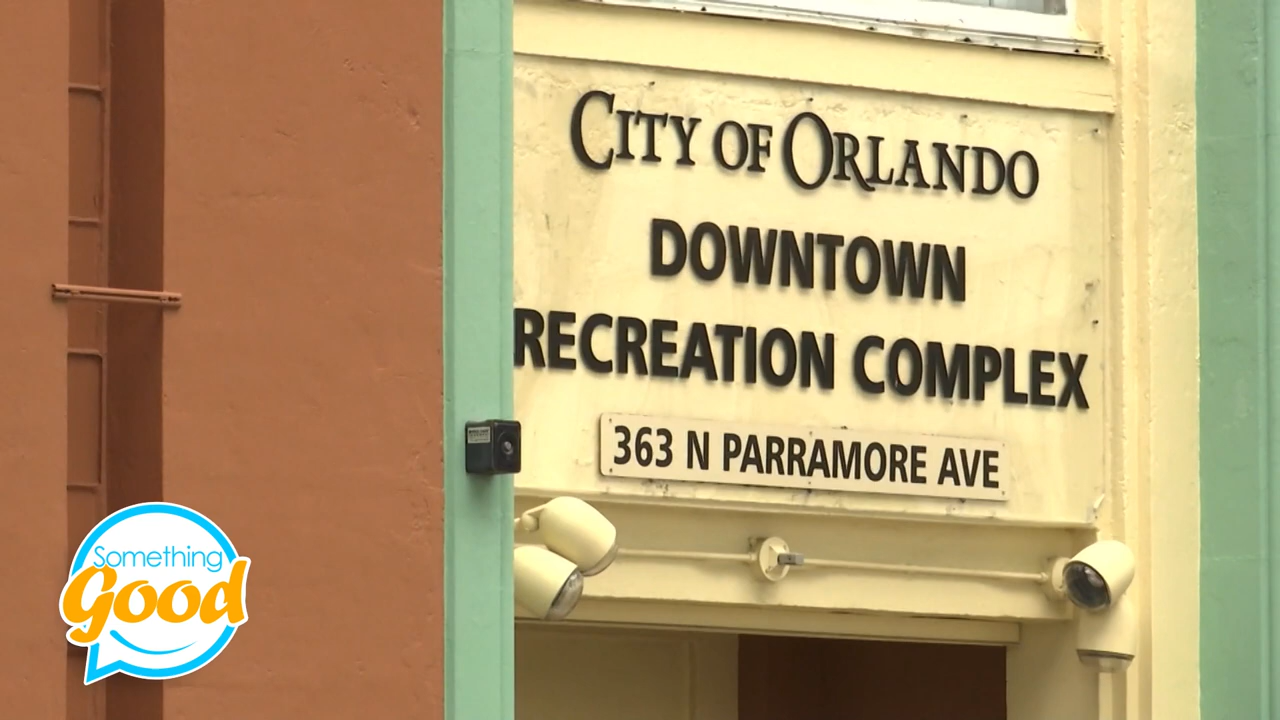 City of Orlando
DOWNTOWN
RECREATION COMPLEX
363 N PARRAMORE AVE
Something
Good